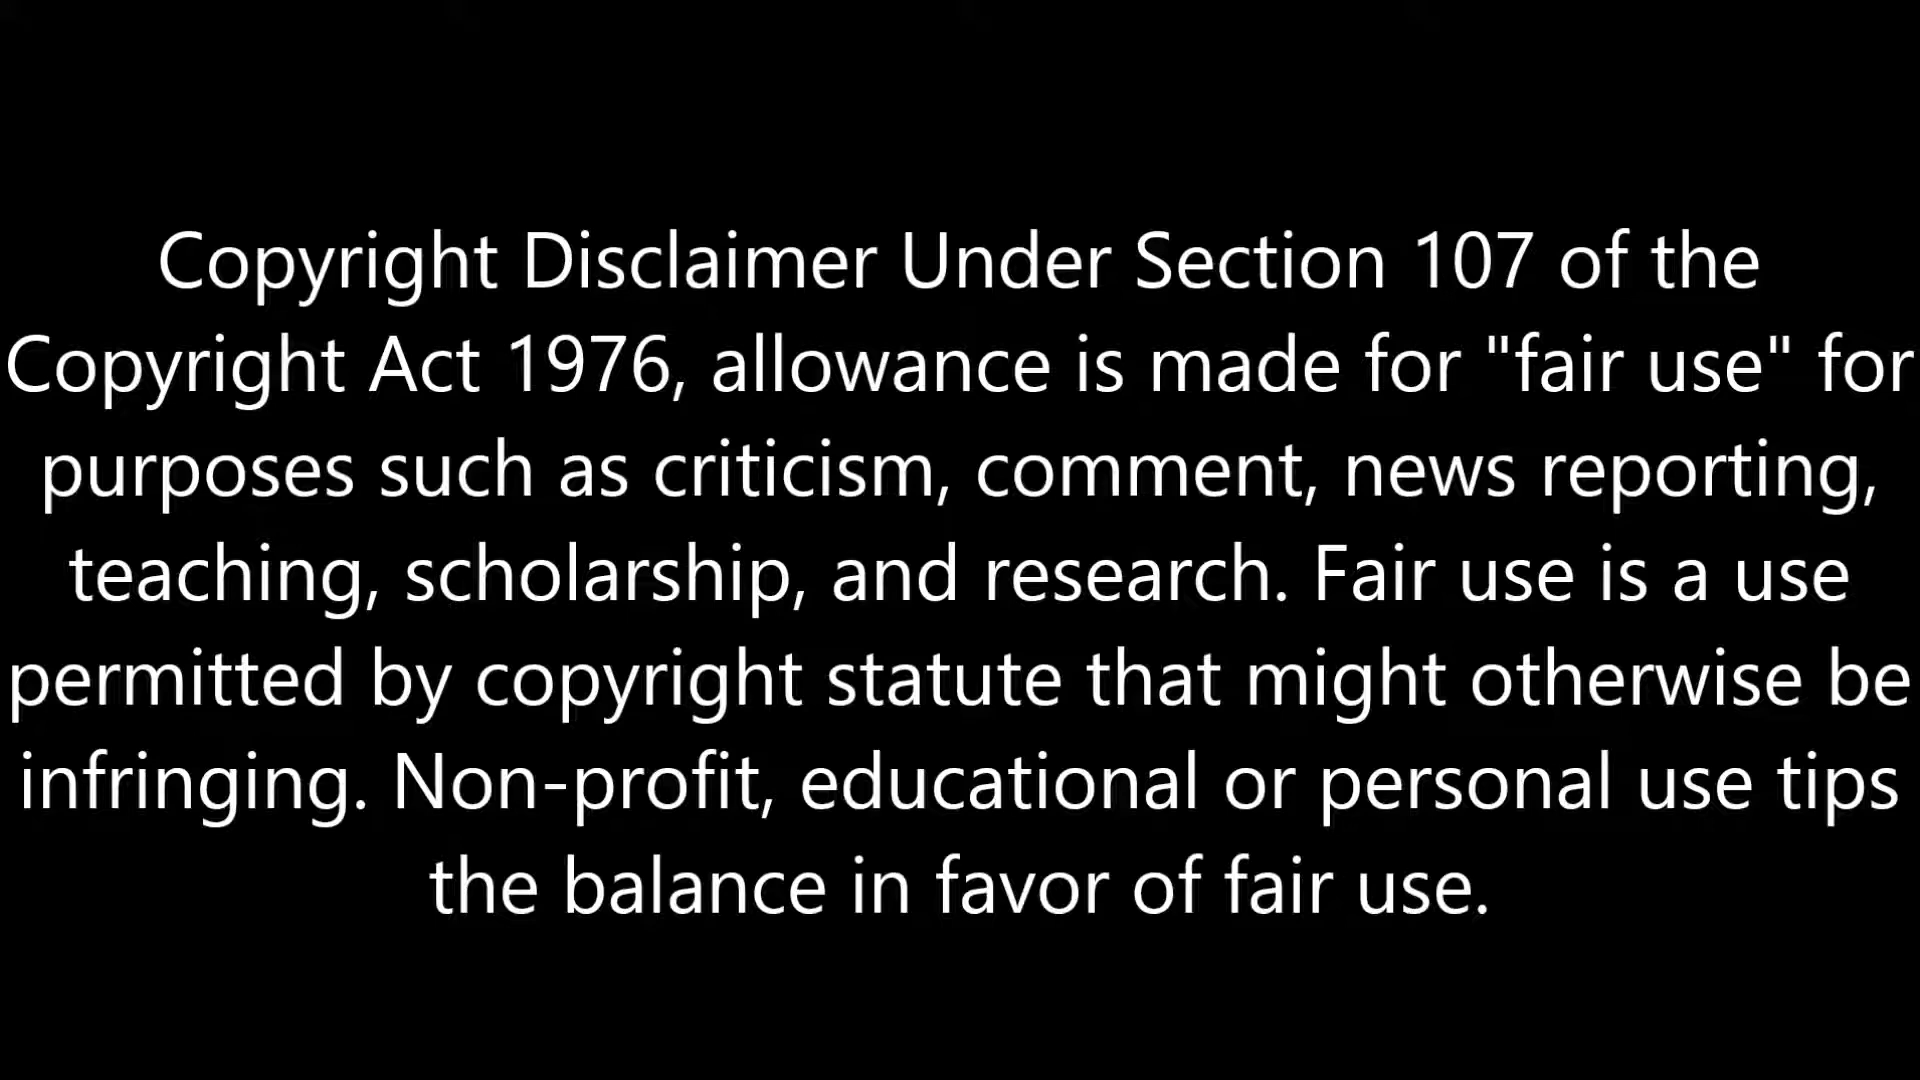 Copyright Disclaimer Under Section 107 of the
Copyright Act 1976, allowance is made for "fair use" for
purposes such as criticism, comment, news reporting,
teaching, scholarship, and research. Fair use is a use
permitted by copyright statute that might otherwise be
infringing. Non-profit, educational or personal use tips
the balance in favor of fair use.